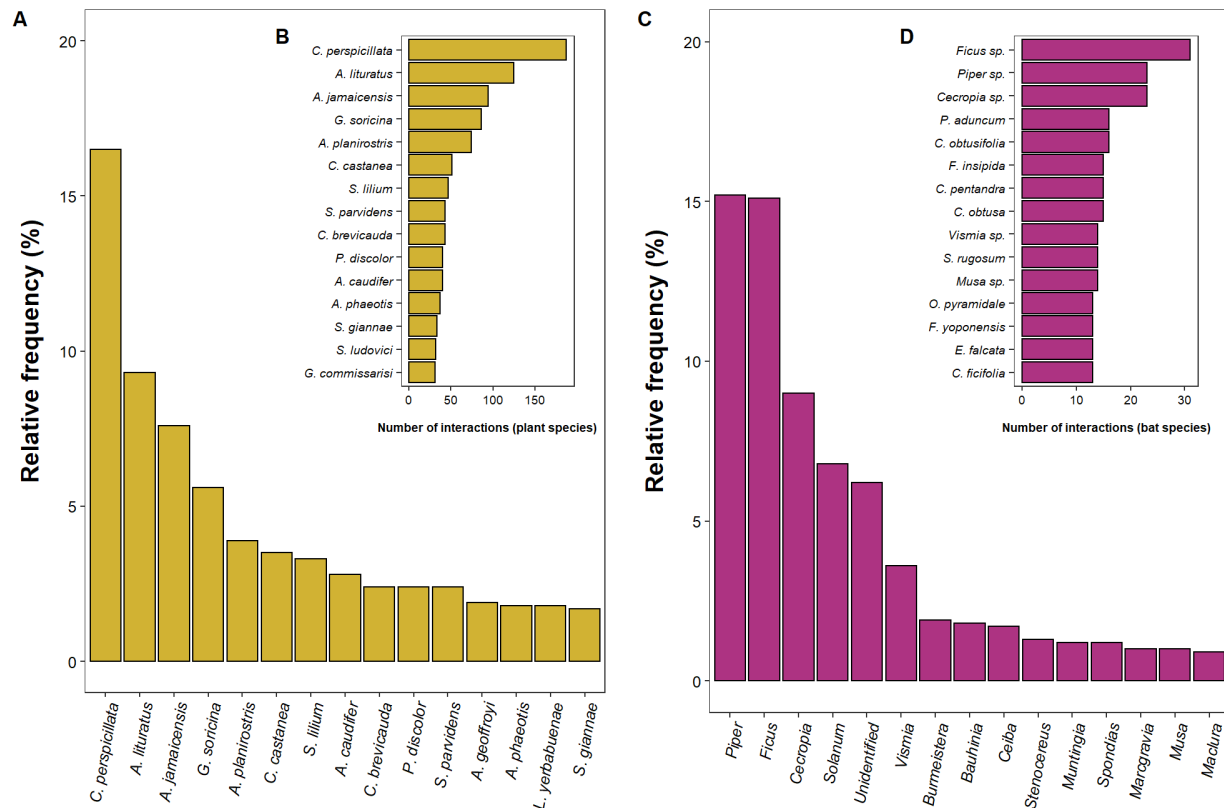 A
Relative frequency (%)
20
15
10
5
0
C. perspicillata
A. lituratus
A. jamaicensis
G. soricina
A. planirostris
C. castanea
S. lilium
A. caudifer
C. brevicauda
P. discolor
S. parvidens
A. geoffroyi
A. phaeotis
L. yerbabuenae
S. giannae
B
C. perspicillata
A. lituratus
A. jamaicensis
G. soricina
A. planirostris
C. castanea
S. lilium
S. parvidens
C. brevicauda
P. discolor
A. caudifer
A. phaeotis
S. giannae
S. ludovici
G. commissarisi
0 50 100 150
Number of interactions (plant species)
C
Relative frequency (%)
20
15
10
5
0
Piper
Ficus
Cecropia
Solanum
Unidentified
Vismia
Burmeistera
Bauhinia
Ceiba
Stenocereus
Muntingia
Spondias
Marogravia
Musa
Maclura
D
Ficus sp.
Piper sp.
Cecropia sp.
P. aduncum
C. obtusifolia
F. insipida
C. pentandra
C. obtusa
Vismia sp.
S. rugosum
Musa sp.
O. pyramidale
F. yoponensis
E. falcata
C. ficifolia
0 10 20 30
Number of interactions (bat species)